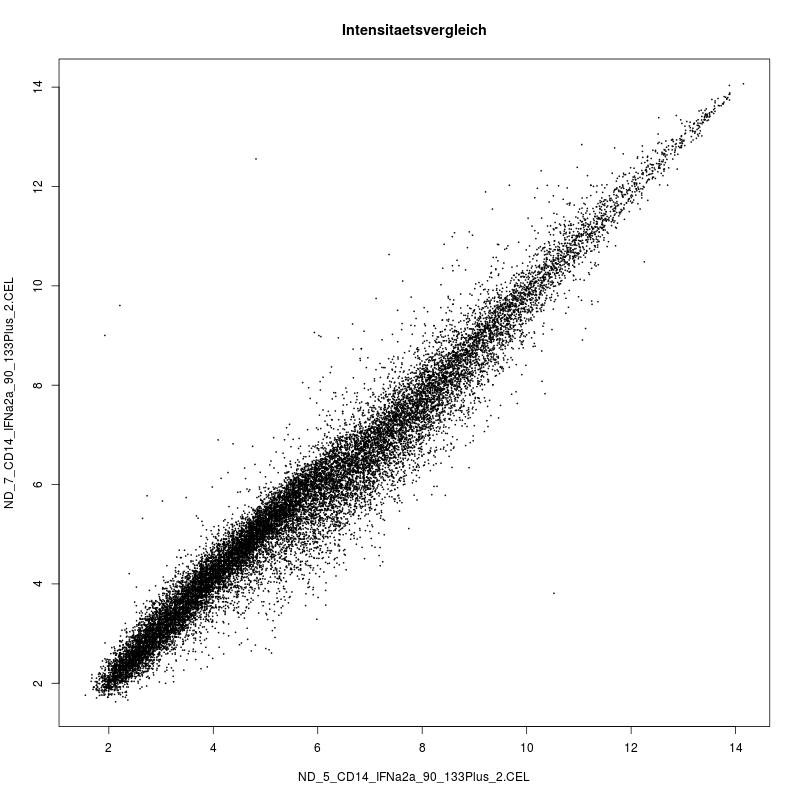 Intensitaetsvergleich
14
12
10
8
6
4
2
ND_7_CD14_IFNa2a_90_133Plus_2.CEL
2 4 6 8 10 12 14
ND_5_CD14_IFNa2a_90_133Plus_2.CEL